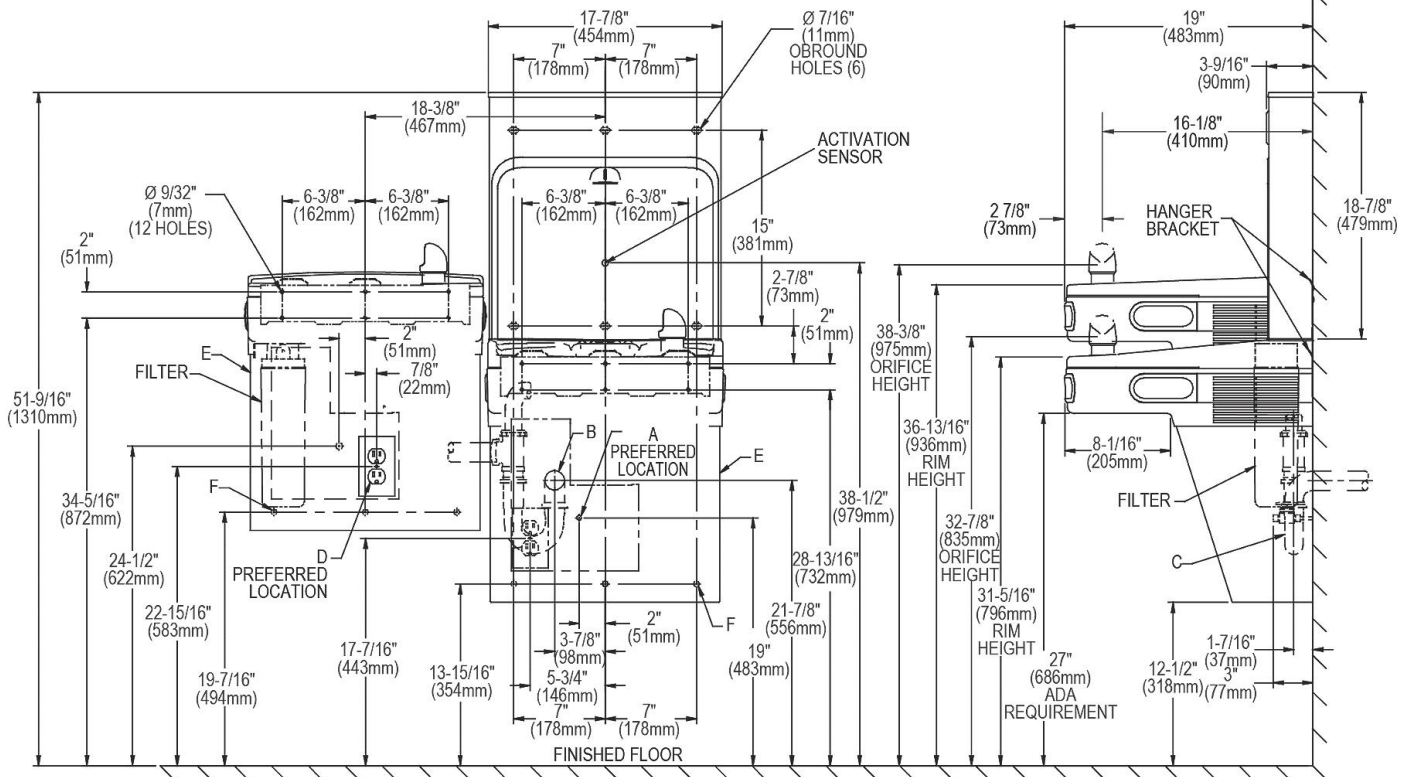 17-7/8"
(454mm)
7"
(178mm)
7"
(178mm)
Ø 7/16"
(11mm)
OBROUND
HOLES (6)
19"
(483mm)
3-9/16"
(90mm)
18-3/8"
(467mm)
16-1/8"
(410mm)
ACTIVATION
SENSOR
Ø 9/32"
(7mm)
(12 HOLES)
6-3/8"
(162mm)
6-3/8"
(162mm)
6-3/8"
(162mm)
6-3/8"
(162mm)
15"
(381mm)
2 7/8"
(73mm)
HANGER
BRACKET
18-7/8"
(479mm)
2"
(51mm)
2-7/8"
(73mm)
2"
(51mm)
2"
(51mm)
7/8"
(22mm)
E
FILTER
38-3/8"
(975mm)
ORIFICE
HEIGHT
51-9/16"
(1310mm)
36-13/16"
(936mm)
RIM
HEIGHT
8-1/16"
(205mm)
B
A
PREFERRED
LOCATION
E
FILTER
34-5/16"
(872mm)
F
38-1/2"
(979mm)
32-7/8"
(835mm)
ORIFICE
HEIGHT
24-1/2"
(622mm)
D
PREFERRED
LOCATION
28-13/16"
(732mm)
C
31-5/16"
(796mm)
RIM
HEIGHT
22-15/16"
(583mm)
21-7/8"
(556mm)
F
2"
(51mm)
3-7/8"
(98mm)
17-7/16"
(443mm)
13-15/16"
(354mm)
19"
(483mm)
5-3/4"
(146mm)
19-7/16"
(494mm)
27"
(686mm)
ADA
REQUIREMENT
12-1/2"
(318mm)
1-7/16"
(37mm)
3"
(77mm)
7"
(178mm)
7"
(178mm)
FINISHED FLOOR